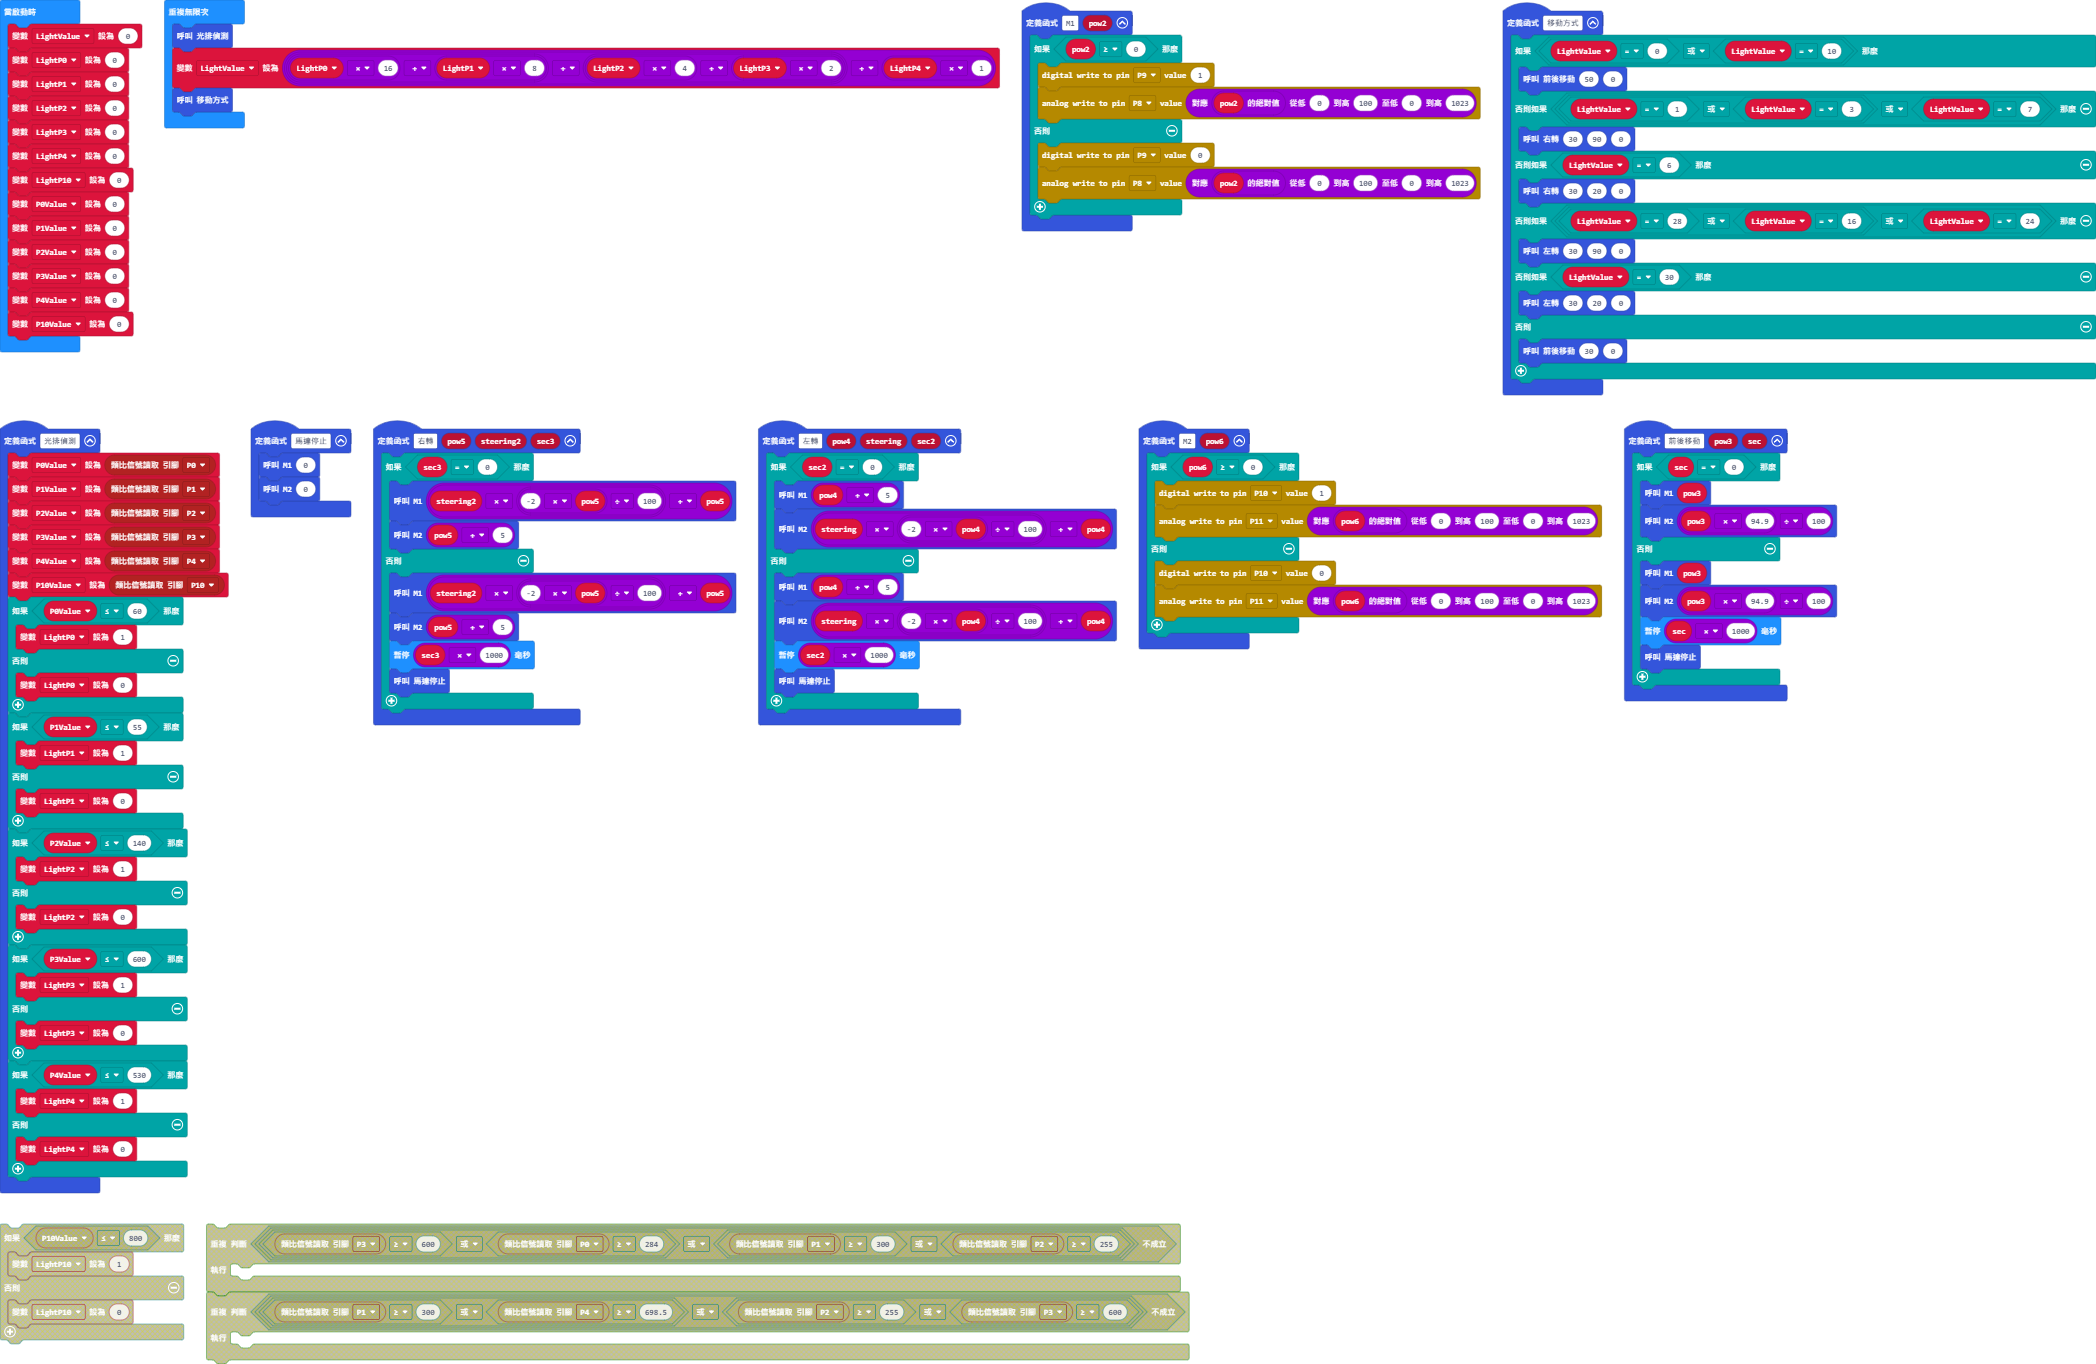 當啟動時
變數 LightValue 設為 0
變數 LightP0 設為 0
變數 LightP1 設為 0
變數 LightP2 設為 0
變數 LightP3 設為 0
變數 LightP4 設為 0
變數 LightP10 設為 0
變數 P0Value 設為 0
變數 P1Value 設為 0
變數 P2Value 設為 0
變數 P3Value 設為 0
變數 P4Value 設為 0
變數 P10Value 設為 0
重複無限次
呼叫 光排偵測
變數 LightValue 設為 LightP0 × 16 + LightP1 × 8 + LightP2 × 4 + LightP3 × 2 + LightP4 × 1
呼叫 移動方式
定義函式 M1 pow2
如果 pow2 ≥ 0 那麼
digital write to pin P9 value 1
analog write to pin P8 value 對應 pow2 的絕對值 從低 0 到高 100 至低 0 到高 1023
否則
digital write to pin P9 value 0
analog write to pin P8 value 對應 pow2 的絕對值 從低 0 到高 100 至低 0 到高 1023
定義函式 移動方式
如果 LightValue = 0 或 LightValue = 10 那麼
呼叫 前後移動 50 0
否則如果 LightValue = 1 或 LightValue = 3 或 LightValue = 7 那麼
呼叫 右轉 30 90 0
否則如果 LightValue = 6 那麼
呼叫 右轉 30 20 0
否則如果 LightValue = 28 或 LightValue = 16 或 LightValue = 24 那麼
呼叫 左轉 30 90 0
否則如果 LightValue = 30 那麼
呼叫 左轉 30 20 0
否則
呼叫 前後移動 30 0
定義函式 光排偵測
變數 P0Value 設為 類比信號讀取 引腳 P0
變數 P1Value 設為 類比信號讀取 引腳 P1
變數 P2Value 設為 類比信號讀取 引腳 P2
變數 P3Value 設為 類比信號讀取 引腳 P3
變數 P4Value 設為 類比信號讀取 引腳 P4
變數 P10Value 設為 類比信號讀取 引腳 P10
如果 P0Value ≤ 60 那麼
變數 LightP0 設為 1
否則
變數 LightP0 設為 0
如果 P1Value ≤ 55 那麼
變數 LightP1 設為 1
否則
變數 LightP1 設為 0
如果 P2Value ≤ 140 那麼
變數 LightP2 設為 1
否則
變數 LightP2 設為 0
如果 P3Value ≤ 600 那麼
變數 LightP3 設為 1
否則
變數 LightP3 設為 0
如果 P4Value ≤ 530 那麼
變數 LightP4 設為 1
否則
變數 LightP4 設為 0
定義函式 馬達停止
呼叫 M1 0
呼叫 M2 0
定義函式 右轉 pow5 steering2 sec3
如果 sec3 = 0 那麼
呼叫 M1 steering2 × -2 × pow5 ÷ 100 + pow5
呼叫 M2 pow5 ÷ 5
否則
呼叫 M1 steering2 × -2 × pow5 ÷ 100 + pow5
呼叫 M2 pow5 ÷ 5
暫停 sec3 × 1000 毫秒
呼叫 馬達停止
定義函式 左轉 pow4 steering sec2
如果 sec2 = 0 那麼
呼叫 M1 pow4 ÷ 5
呼叫 M2 steering × -2 × pow4 ÷ 100 + pow4
否則
呼叫 M1 pow4 ÷ 5
呼叫 M2 steering × -2 × pow4 ÷ 100 + pow4
暫停 sec2 × 1000 毫秒
呼叫 馬達停止
定義函式 M2 pow6
如果 pow6 ≥ 0 那麼
digital write to pin P10 value 1
analog write to pin P11 value 對應 pow6 的絕對值 從低 0 到高 100 至低 0 到高 1023
否則
digital write to pin P10 value 0
analog write to pin P11 value 對應 pow6 的絕對值 從低 0 到高 100 至低 0 到高 1023
定義函式 前後移動 pow3 sec
如果 sec = 0 那麼
呼叫 M1 pow3
呼叫 M2 pow3 × 94.9 ÷ 100
否則
呼叫 M1 pow3
呼叫 M2 pow3 × 94.9 ÷ 100
暫停 sec × 1000 毫秒
呼叫 馬達停止
如果 P10Value ≤ 800 那麼
變數 LightP10 設為 1
否則
變數 LightP10 設為 0
重複 判斷 類比信號讀取 引腳 P3 ≥ 600 或 類比信號讀取 引腳 P0 ≥ 284 或 類比信號讀取 引腳 P1 ≥ 300 或 類比信號讀取 引腳 P2 ≥ 255 不成立
執行
重複 判斷 類比信號讀取 引腳 P1 ≥ 300 或 類比信號讀取 引腳 P4 ≥ 698.5 或 類比信號讀取 引腳 P2 ≥ 255 或 類比信號讀取 引腳 P3 ≥ 600 不成立
執行